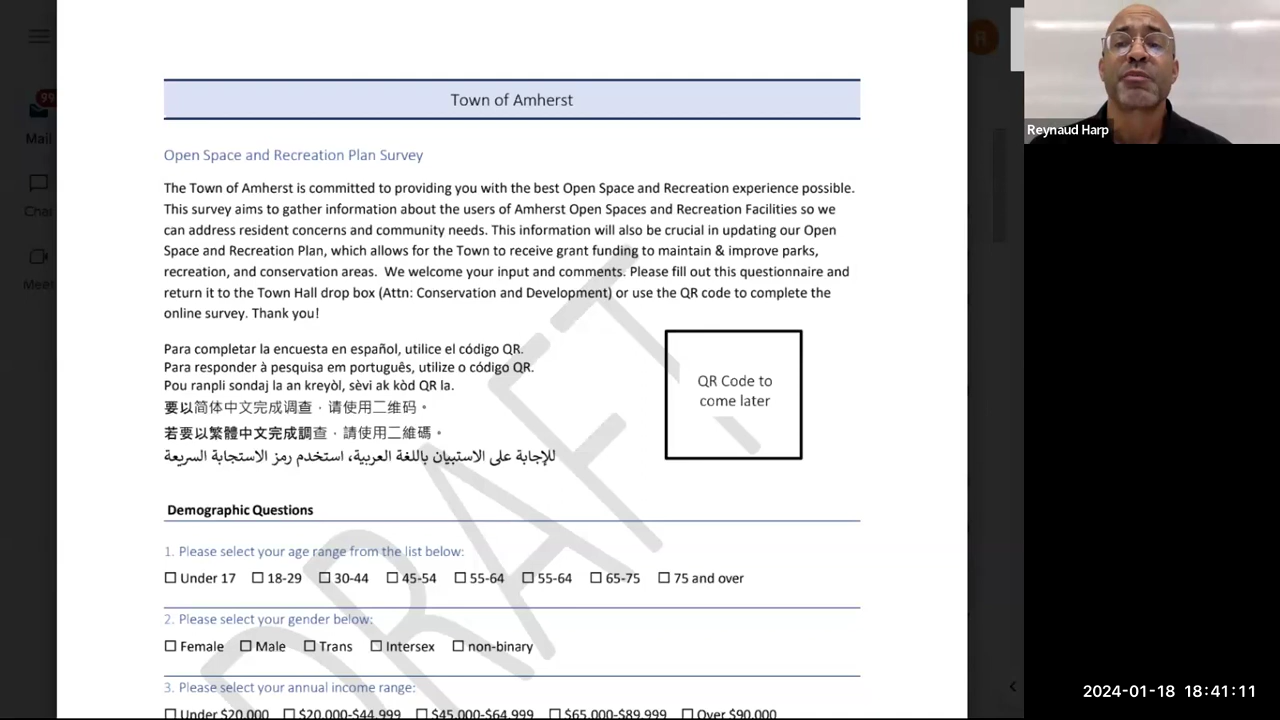 99
Mail
Chat
Meet
Town of Amherst
Open Space and Recreation Plan Survey
The Town of Amherst is committed to providing you with the best Open Space and Recreation experience possible.
This survey aims to gather information about the users of Amherst Open Spaces and Recreation Facilities so we
can address resident concerns and community needs. This information will also be crucial in updating our Open
Space and Recreation Plan, which allows for the Town to receive grant funding to maintain & improve parks,
recreation, and conservation areas.  We welcome your input and comments. Please fill out this questionnaire and
return it to the Town Hall drop box (Attn: Conservation and Development) or use the QR code to complete the
online survey. Thank you!
Para completar la encuesta en español, utilice el código QR.
Para responder à pesquisa em português, utilize o código QR.
Pou ranpli sondaj la an kreyòl, sèvi ak kòd QR la.
要以简体中文完成调查，请使用二维码。
若要以繁體中文完成調查，請使用二維碼。
للإجابة على الاستبيان باللغة العربية، استخدم رمز الاستجابة السريعة
QR Code to
come later
DRAFT
Demographic Questions
1. Please select your age range from the list below:
☐ Under 17 ☐ 18-29 ☐ 30-44 ☐ 45-54 ☐ 55-64 ☐ 55-64 ☐ 65-75 ☐ 75 and over
2. Please select your gender below:
☐ Female ☐ Male ☐ Trans ☐ Intersex ☐ non-binary
3. Please select your annual income range:
☐ Under $20,000 ☐ $20,000-$44,999 ☐ $45,000-$64,999 ☐ $65,000-$89,999 ☐ Over $90,000
Reynaud Harp
2024-01-18 18:41:11